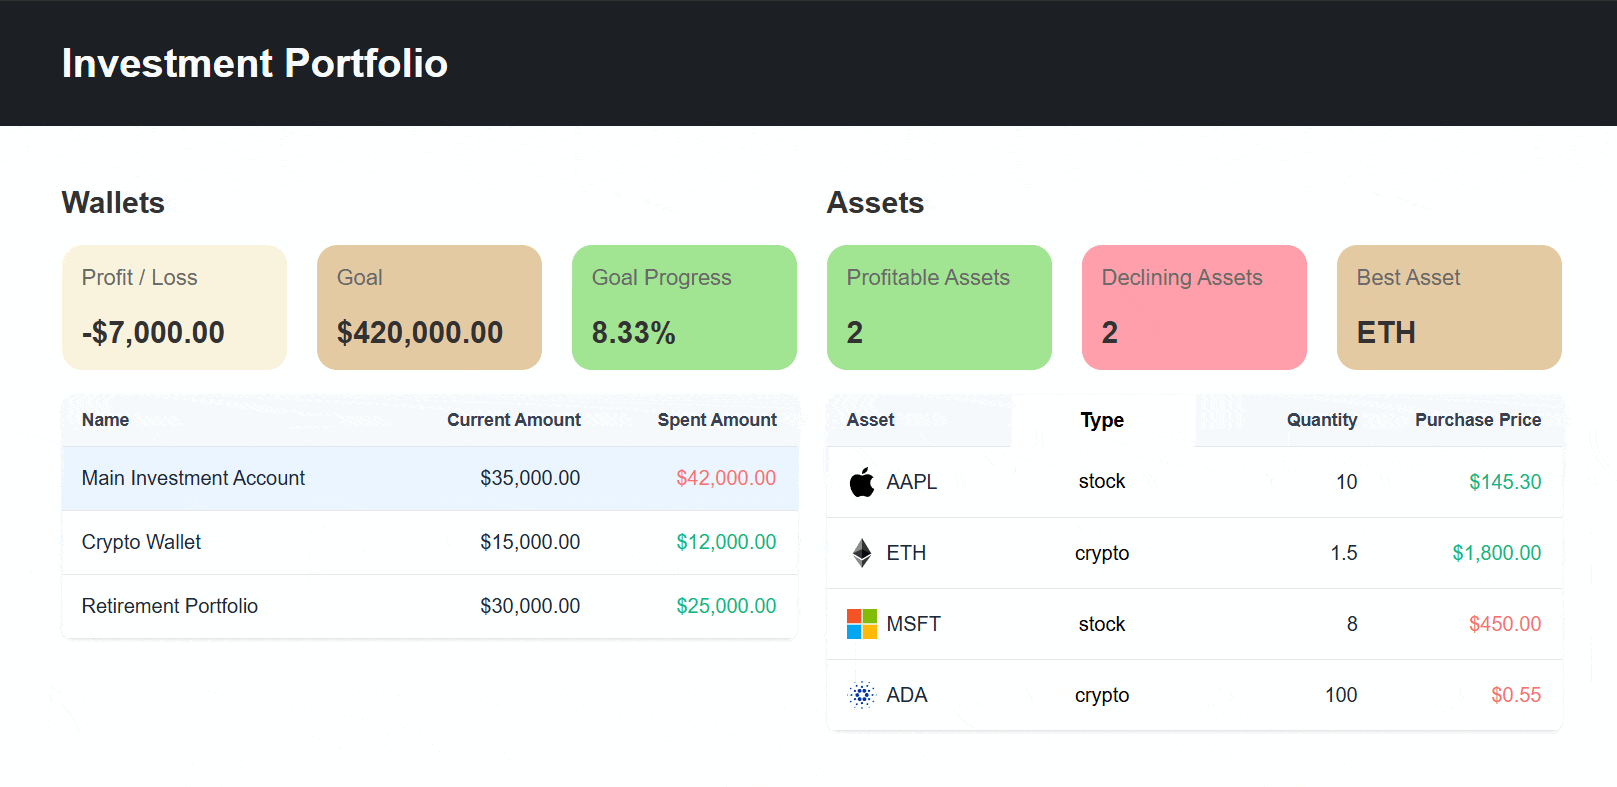 Investment Portfolio
Wallets
Profit / Loss
-$7,000.00
Goal
$420,000.00
Goal Progress
8.33%
Name Current Amount Spent Amount
Main Investment Account $35,000.00 $42,000.00
Crypto Wallet $15,000.00 $12,000.00
Retirement Portfolio $30,000.00 $25,000.00
Assets
Profitable Assets
2
Declining Assets
2
Best Asset
ETH
Asset Type Quantity Purchase Price
AAPL stock 10 $145.30
ETH crypto 1.5 $1,800.00
MSFT stock 8 $450.00
ADA crypto 100 $0.55